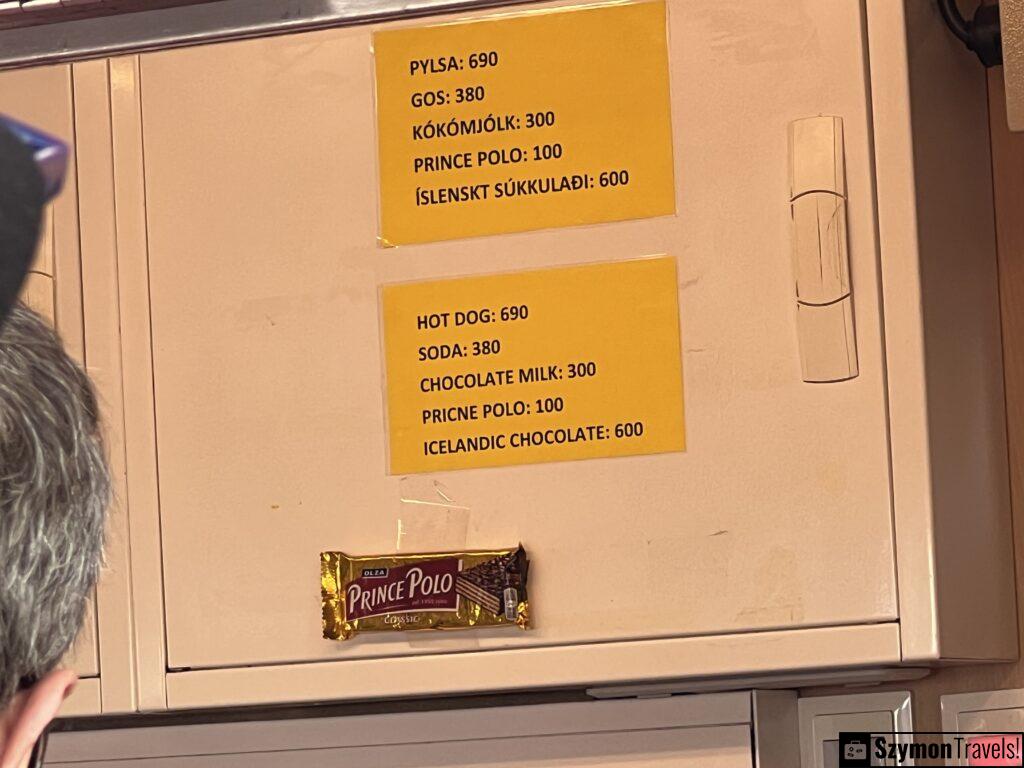 PYLSA: 690
GOS: 380
KÓKÓMJÓLK: 300
PRINCE POLO: 100
ÍSLENSKT SÚKKULAÐI: 600
HOT DOG: 690
SODA: 380
CHOCOLATE MILK: 300
PRICNE POLO: 100
ICELANDIC CHOCOLATE: 600
OLZA
PRINCE POLO
CLASSIC
SzymonTravels!